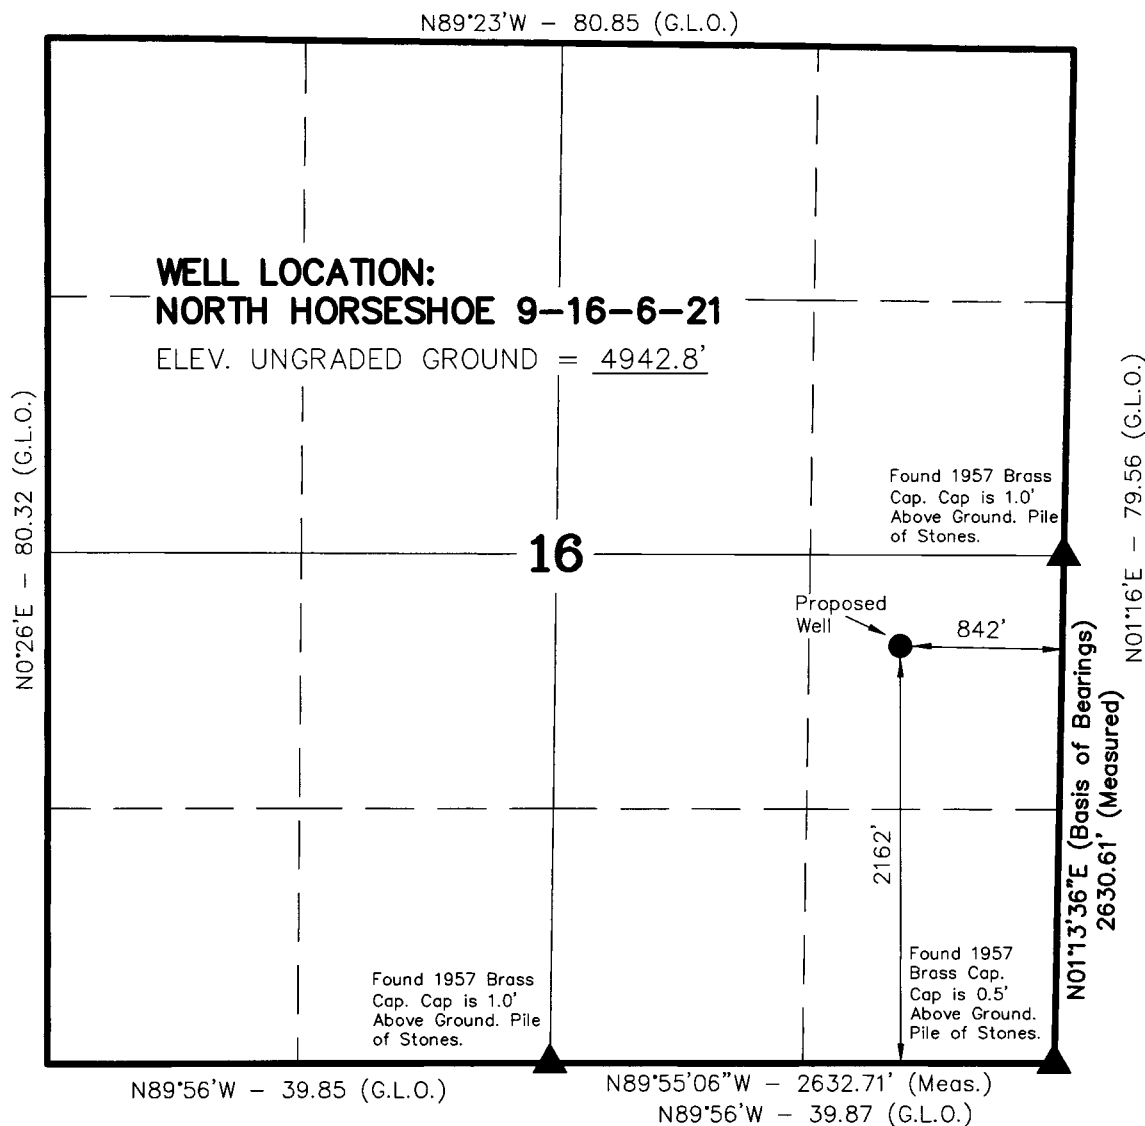 N89°23'W - 80.85 (G.L.O.)
WELL LOCATION:
NORTH HORSESHOE 9-16-6-21
ELEV. UNGRADED GROUND = 4942.8'
N0°26'E - 80.32 (G.L.O.)
N01°16'E - 79.56 (G.L.O.)
Found 1957 Brass
Cap. Cap is 1.0'
Above Ground. Pile
of Stones.
16
Proposed
Well
842'
2162'
N01°13'36"E (Basis of Bearings)
2630.61' (Measured)
Found 1957 Brass
Cap. Cap is 1.0'
Above Ground. Pile
of Stones.
Found 1957
Brass Cap.
Cap is 0.5'
Above Ground.
Pile of Stones.
N89°56'W - 39.85 (G.L.O.)
N89°55'06"W - 2632.71' (Meas.)
N89°56'W - 39.87 (G.L.O.)